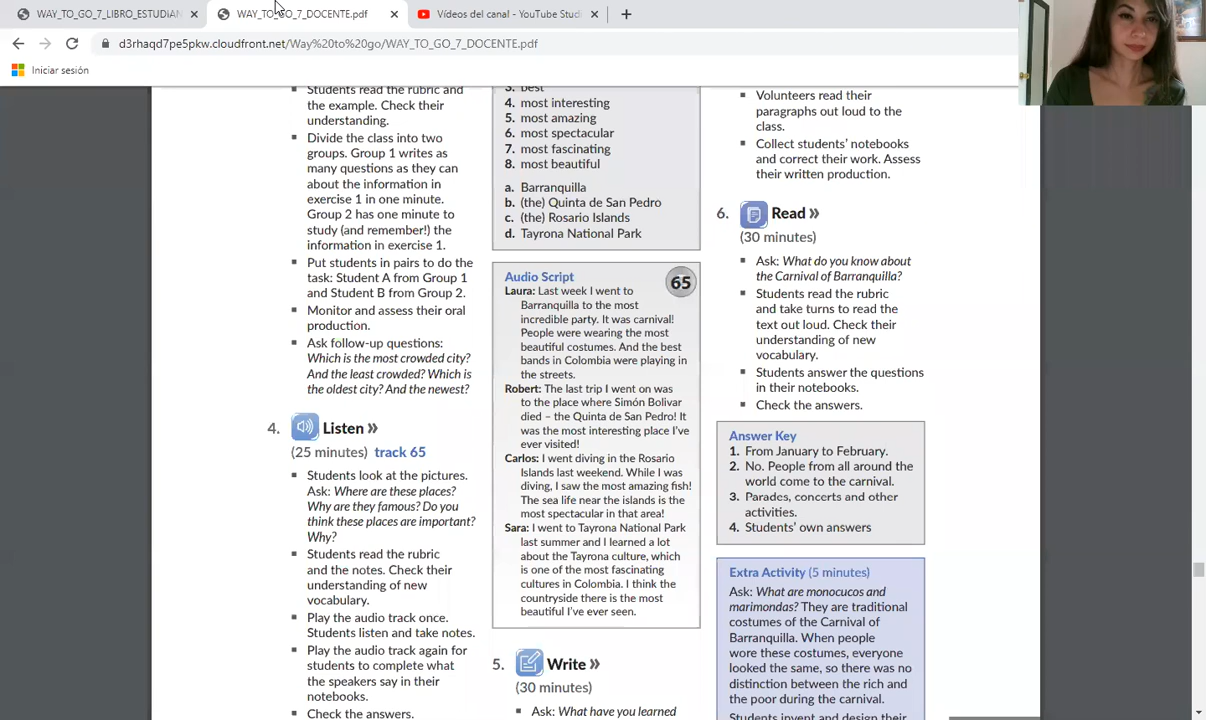 WAY_TO_GO_7_LIBRO_ESTUDIAN
WAY_TO_GO_7_DOCENTE.pdf
Vídeos del canal - YouTube Studi
d3rhaqd7pe5pkw.cloudfront.net/Way%20to%20go/WAY_TO_GO_7_DOCENTE.pdf
Iniciar sesión
Students read the rubric and
the example. Check their
understanding.
Divide the class into two
groups. Group 1 writes as
many questions as they can
about the information in
exercise 1 in one minute.
Group 2 has one minute to
study (and remember!) the
information in exercise 1.
Put students in pairs to do the
task: Student A from Group 1
and Student B from Group 2.
Monitor and assess their oral
production.
Ask follow-up questions:
Which is the most crowded city?
And the least crowded? Which is
the oldest city? And the newest?
4. Listen »
(25 minutes) track 65
Students look at the pictures.
Ask: Where are these places?
Why are they famous? Do you
think these places are important?
Why?
Students read the rubric
and the notes. Check their
understanding of new
vocabulary.
Play the audio track once.
Students listen and take notes.
Play the audio track again for
students to complete what
the speakers say in their
notebooks.
Check the answers.
3. best
4. most interesting
5. most amazing
6. most spectacular
7. most fascinating
8. most beautiful
a. Barranquilla
b. (the) Quinta de San Pedro
c. (the) Rosario Islands
d. Tayrona National Park
Audio Script
65
Laura: Last week I went to
Barranquilla to the most
incredible party. It was carnival!
People were wearing the most
beautiful costumes. And the best
bands in Colombia were playing in
the streets.
Robert: The last trip I went on was
to the place where Simón Bolivar
died – the Quinta de San Pedro! It
was the most interesting place I've
ever visited!
Carlos: I went diving in the Rosario
Islands last weekend. While I was
diving, I saw the most amazing fish!
The sea life near the islands is the
most spectacular in that area!
Sara: I went to Tayrona National Park
last summer and I learned a lot
about the Tayrona culture, which
is one of the most fascinating
cultures in Colombia. I think the
countryside there is the most
beautiful I've ever seen.
5. Write »
(30 minutes)
Ask: What have you learned
Volunteers read their
paragraphs out loud to the
class.
Collect students' notebooks
and correct their work. Assess
their written production.
6. Read »
(30 minutes)
Ask: What do you know about
the Carnival of Barranquilla?
Students read the rubric
and take turns to read the
text out loud. Check their
understanding of new
vocabulary.
Students answer the questions
in their notebooks.
Check the answers.
Answer Key
1. From January to February.
2. No. People from all around the
world come to the carnival.
3. Parades, concerts and other
activities.
4. Students' own answers
Extra Activity (5 minutes)
Ask: What are monocucos and
marimondas? They are traditional
costumes of the Carnival of
Barranquilla. When people
wore these costumes, everyone
looked the same, so there was no
distinction between the rich and
the poor during the carnival.
Students invent and design their